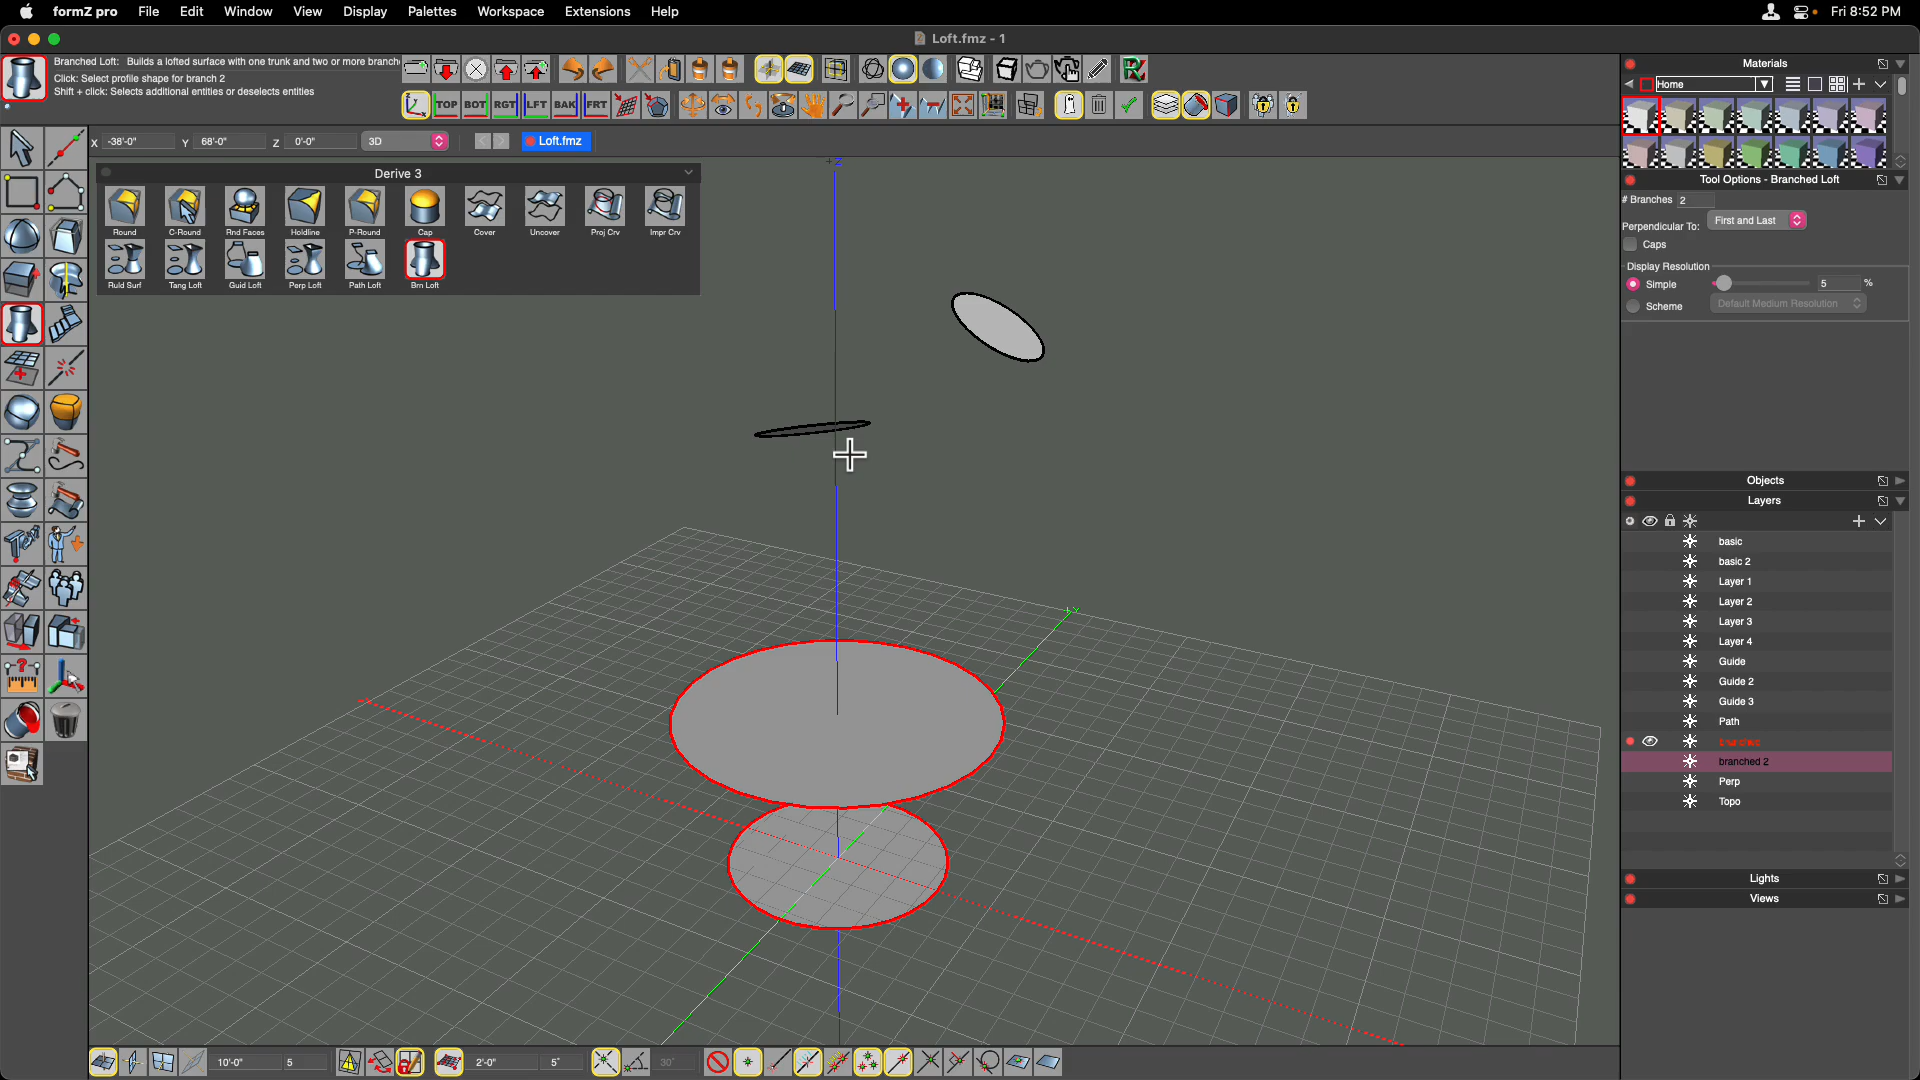 formZ pro File Edit Window View Display Palettes Workspace Extensions Help
Fri 8:52 PM
Loft.fmz - 1
Branched Loft: Builds a lofted surface with one trunk and two or more branche
Click: Select profile shape for branch 2
Shift + click: Selects additional entities or deselects entities
TOP BOT RGT LFT BAK FRT
X -38'-0" Y 68'-0" Z 0'-0" 3D
Loft.fmz
Derive 3
Round C-Round Rnd Faces Holdline P-Round Cap Cover Uncover Proj Crv Impr Crv
Ruld Surf Tang Loft Guid Loft Perp Loft Path Loft Brn Loft
+Z
+Y
Materials
Home
Tool Options - Branched Loft
# Branches 2
Perpendicular To: First and Last
Caps
Display Resolution
Simple 5 %
Scheme Default Medium Resolution
Objects
Layers
basic
basic 2
Layer 1
Layer 2
Layer 3
Layer 4
Guide
Guide 2
Guide 3
Path
branched 2
Perp
Topo
Lights
Views
10'-0" 5
2'-0" 5"
30°